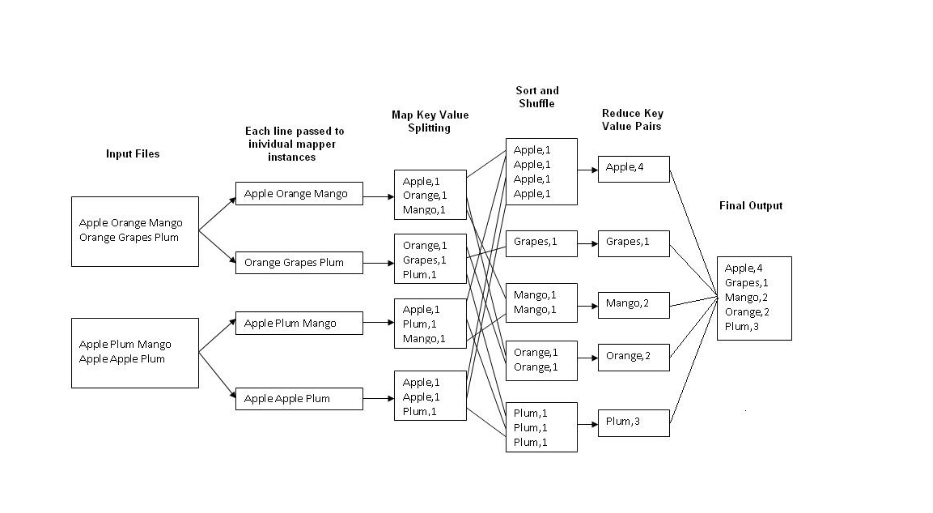 Input Files
Apple Orange Mango
Orange Grapes Plum
Apple Plum Mango
Apple Apple Plum
Each line passed to
inividual mapper
instances
Apple Orange Mango
Orange Grapes Plum
Apple Plum Mango
Apple Apple Plum
Map Key Value
Splitting
Apple,1
Orange,1
Mango,1
Orange,1
Grapes,1
Plum,1
Apple,1
Plum,1
Mango,1
Apple,1
Apple,1
Plum,1
Sort and
Shuffle
Apple,1
Apple,1
Apple,1
Apple,1
Grapes,1
Mango,1
Mango,1
Orange,1
Orange,1
Plum,1
Plum,1
Plum,1
Reduce Key
Value Pairs
Apple,4
Grapes,1
Mango,2
Orange,2
Plum,3
Final Output
Apple,4
Grapes,1
Mango,2
Orange,2
Plum,3